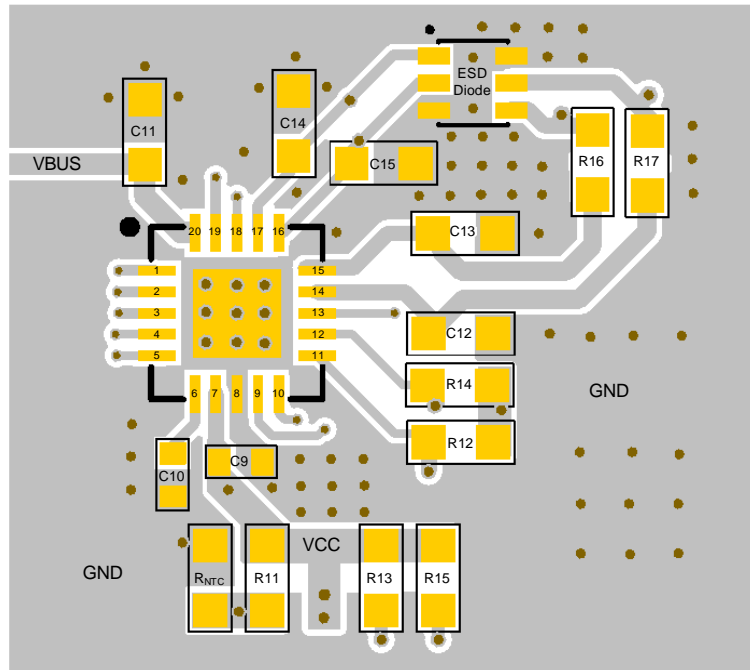 ESD
Diode
C11
C14
VBUS
C15
R16
R17
20 19 18 17 16
C13
1
2
3
4
5
15
14
13
12
11
C12
R14
GND
6 7 8 9 10
R12
C9
C10
VCC
GND
RNTC
R11
R13
R15